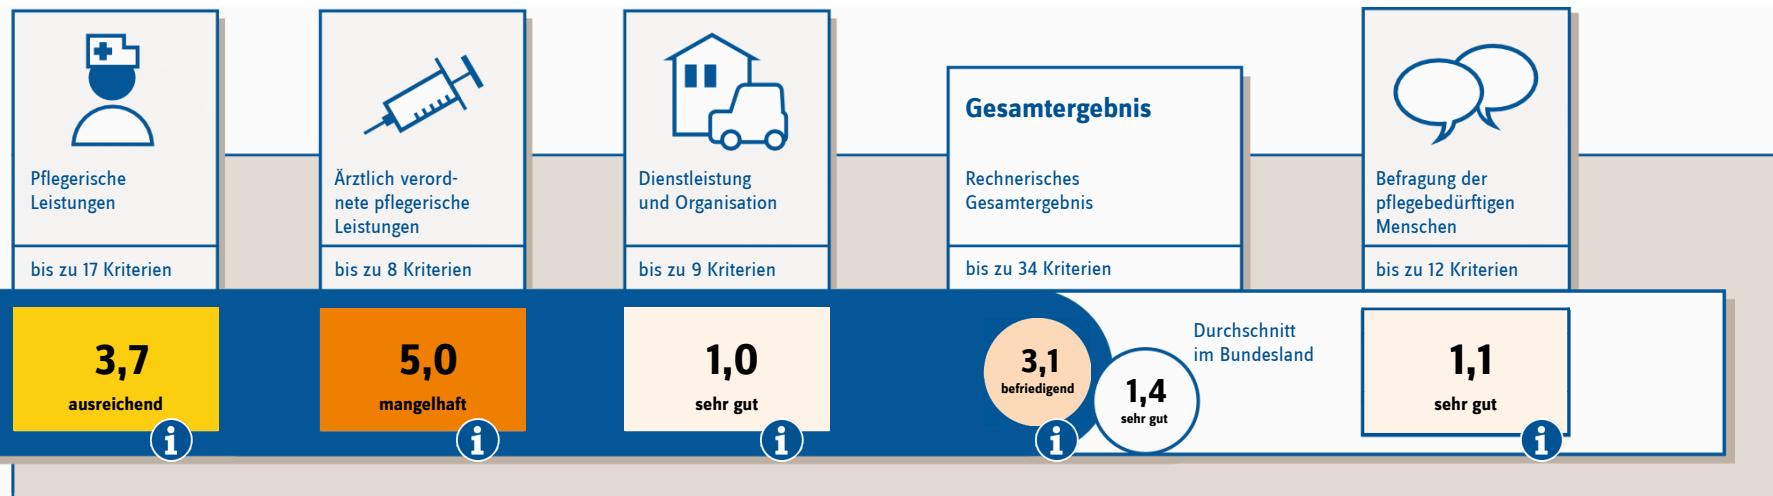 Pflegerische
Leistungen
bis zu 17 Kriterien
3,7
ausreichend
i
Ärztlich verord-
nete pflegerische
Leistungen
bis zu 8 Kriterien
5,0
mangelhaft
i
Dienstleistung
und Organisation
bis zu 9 Kriterien
1,0
sehr gut
i
Gesamtergebnis
Rechnerisches
Gesamtergebnis
bis zu 34 Kriterien
3,1
befriedigend
i
1,4
sehr gut
Durchschnitt
im Bundesland
Befragung der
pflegebedürftigen
Menschen
bis zu 12 Kriterien
1,1
sehr gut
i